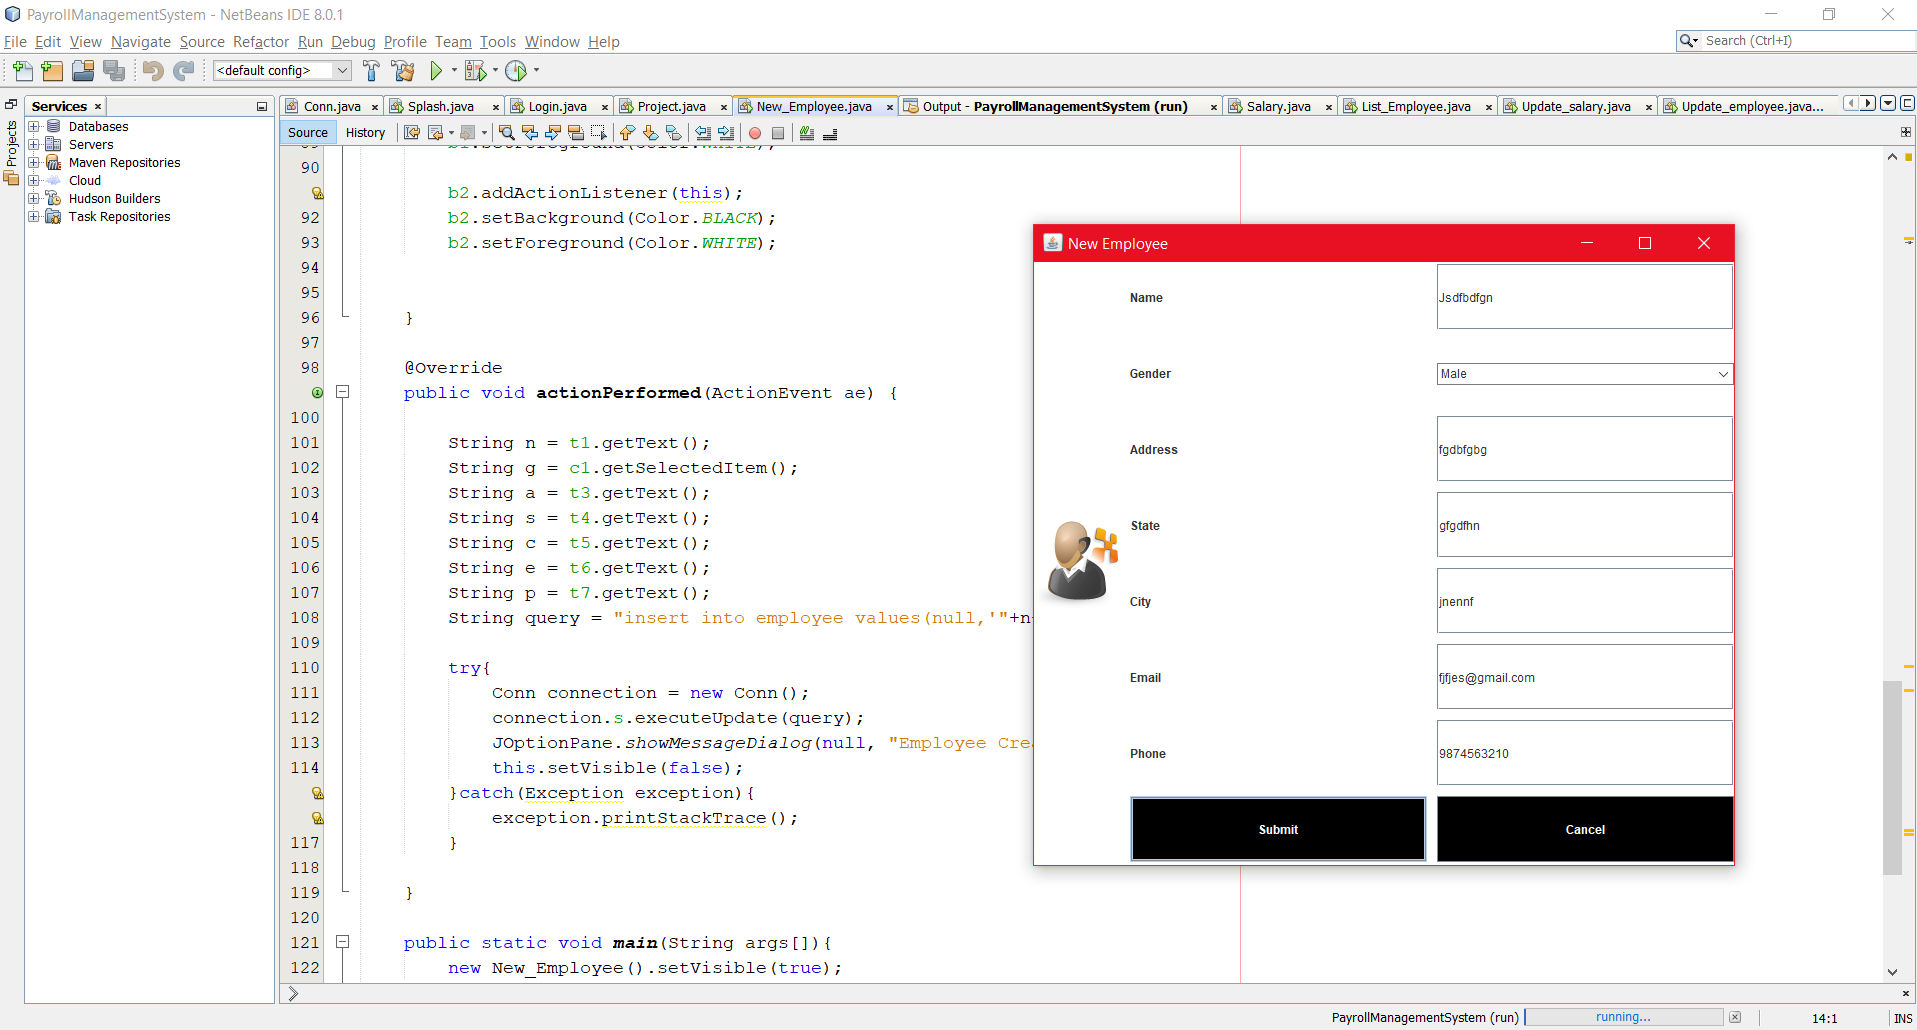 PayrollManagementSystem - NetBeans IDE 8.0.1
File Edit View Navigate Source Refactor Run Debug Profile Team Tools Window Help
Search (Ctrl+I)
<default config>
Projects
Services
Databases
Servers
Maven Repositories
Cloud
Hudson Builders
Task Repositories
Conn.java Splash.java Login.java Project.java New_Employee.java Output - PayrollManagementSystem (run) Salary.java List_Employee.java Update_salary.java Update_employee.java...
Source History
90
b2.addActionListener(this);
92 b2.setBackground(Color.BLACK);
93 b2.setForeground(Color.WHITE);
94
95
96 }
97
98 @Override
public void actionPerformed(ActionEvent ae) {
100
101 String n = t1.getText();
102 String g = c1.getSelectedItem();
103 String a = t3.getText();
104 String s = t4.getText();
105 String c = t5.getText();
106 String e = t6.getText();
107 String p = t7.getText();
108 String query = "insert into employee values(null,'"+n
109
110 try{
111 Conn connection = new Conn();
112 connection.s.executeUpdate(query);
113 JOptionPane.showMessageDialog(null, "Employee Cre
114 this.setVisible(false);
}catch(Exception exception){
exception.printStackTrace();
117 }
118
119 }
120
121 public static void main(String args[]){
122 new New_Employee().setVisible(true);
New Employee
Name Jsdfbdfgn
Gender Male
Address fgdbfgbg
State gfgdfhn
City jnennf
Email fjfjes@gmail.com
Phone 9874563210
Submit Cancel
PayrollManagementSystem (run) running... 14:1 INS